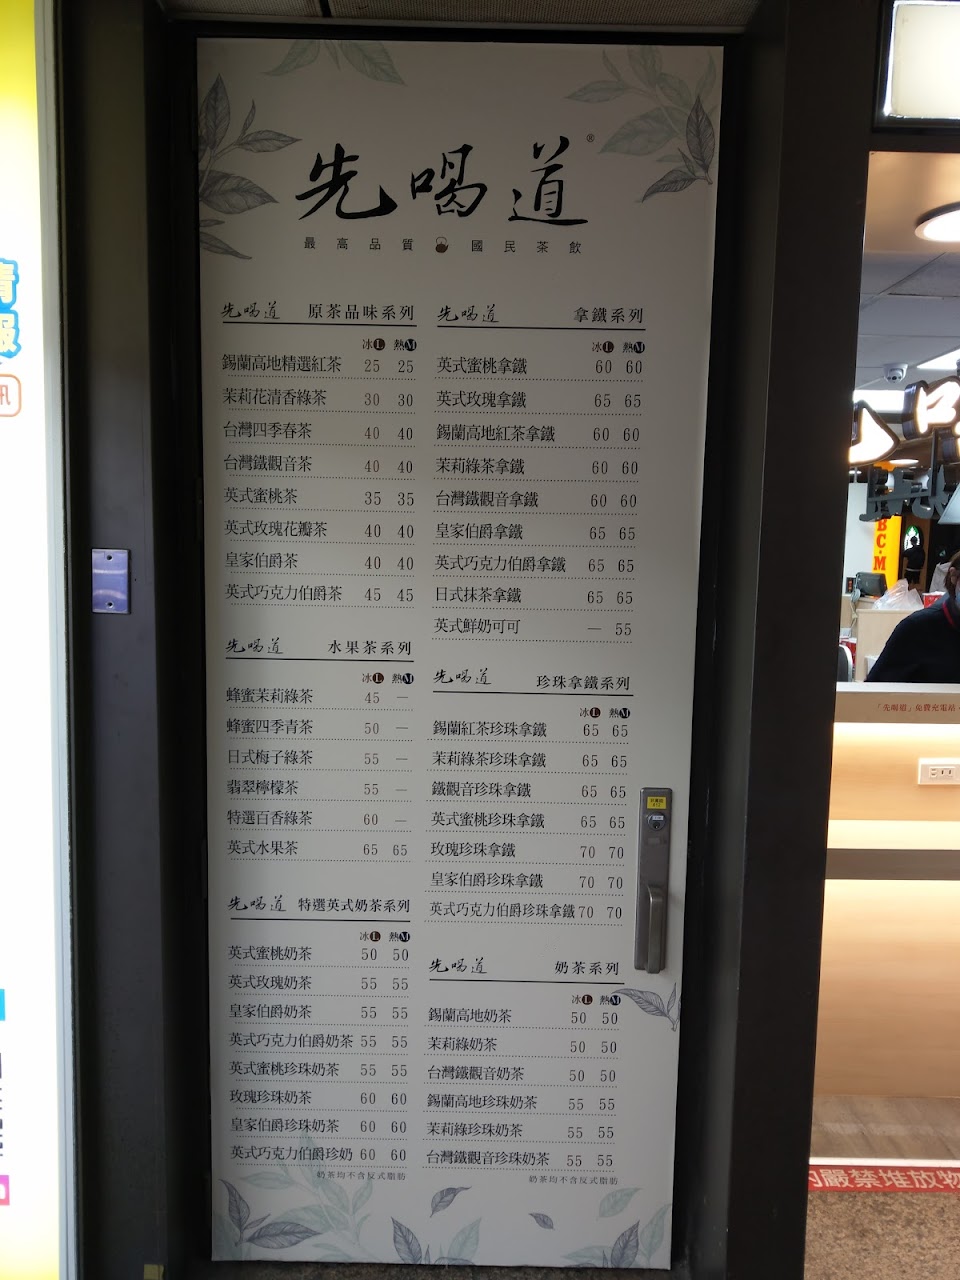 先喝道®
最高品質 國民茶飲
先喝道 原茶品味系列
冰L 熱M
錫蘭高地精選紅茶 25 25
茉莉花清香綠茶 30 30
台灣四季春茶 40 40
台灣鐵觀音茶 40 40
英式蜜桃茶 35 35
英式玫瑰花瓣茶 40 40
皇家伯爵茶 40 40
英式巧克力伯爵茶 45 45
先喝道 水果茶系列
冰L 熱M
蜂蜜茉莉綠茶 45 —
蜂蜜四季青茶 50 —
日式梅子綠茶 55 —
翡翠檸檬茶 55 —
特選百香綠茶 60 —
英式水果茶 65 65
先喝道 特選英式奶茶系列
冰L 熱M
英式蜜桃奶茶 50 50
英式玫瑰奶茶 55 55
皇家伯爵奶茶 55 55
英式巧克力伯爵奶茶 55 55
英式蜜桃珍珠奶茶 55 55
玫瑰珍珠奶茶 60 60
皇家伯爵珍珠奶茶 60 60
英式巧克力伯爵珍奶 60 60
奶茶均不含反式脂肪
先喝道 拿鐵系列
冰L 熱M
英式蜜桃拿鐵 60 60
英式玫瑰拿鐵 65 65
錫蘭高地紅茶拿鐵 60 60
茉莉綠茶拿鐵 60 60
台灣鐵觀音拿鐵 60 60
皇家伯爵拿鐵 65 65
英式巧克力伯爵拿鐵 65 65
日式抹茶拿鐵 65 65
英式鮮奶可可 — 55
先喝道 珍珠拿鐵系列
冰L 熱M
錫蘭紅茶珍珠拿鐵 65 65
茉莉綠茶珍珠拿鐵 65 65
鐵觀音珍珠拿鐵 65 65
英式蜜桃珍珠拿鐵 65 65
玫瑰珍珠拿鐵 70 70
皇家伯爵珍珠拿鐵 70 70
英式巧克力伯爵珍珠拿鐵 70 70
先喝道 奶茶系列
冰L 熱M
錫蘭高地奶茶 50 50
茉莉綠奶茶 50 50
台灣鐵觀音奶茶 50 50
錫蘭高地珍珠奶茶 55 55
茉莉綠珍珠奶茶 55 55
台灣鐵觀音珍珠奶茶 55 55
奶茶均不含反式脂肪
BC.M
「先喝道」免費充電站
嚴禁堆放物